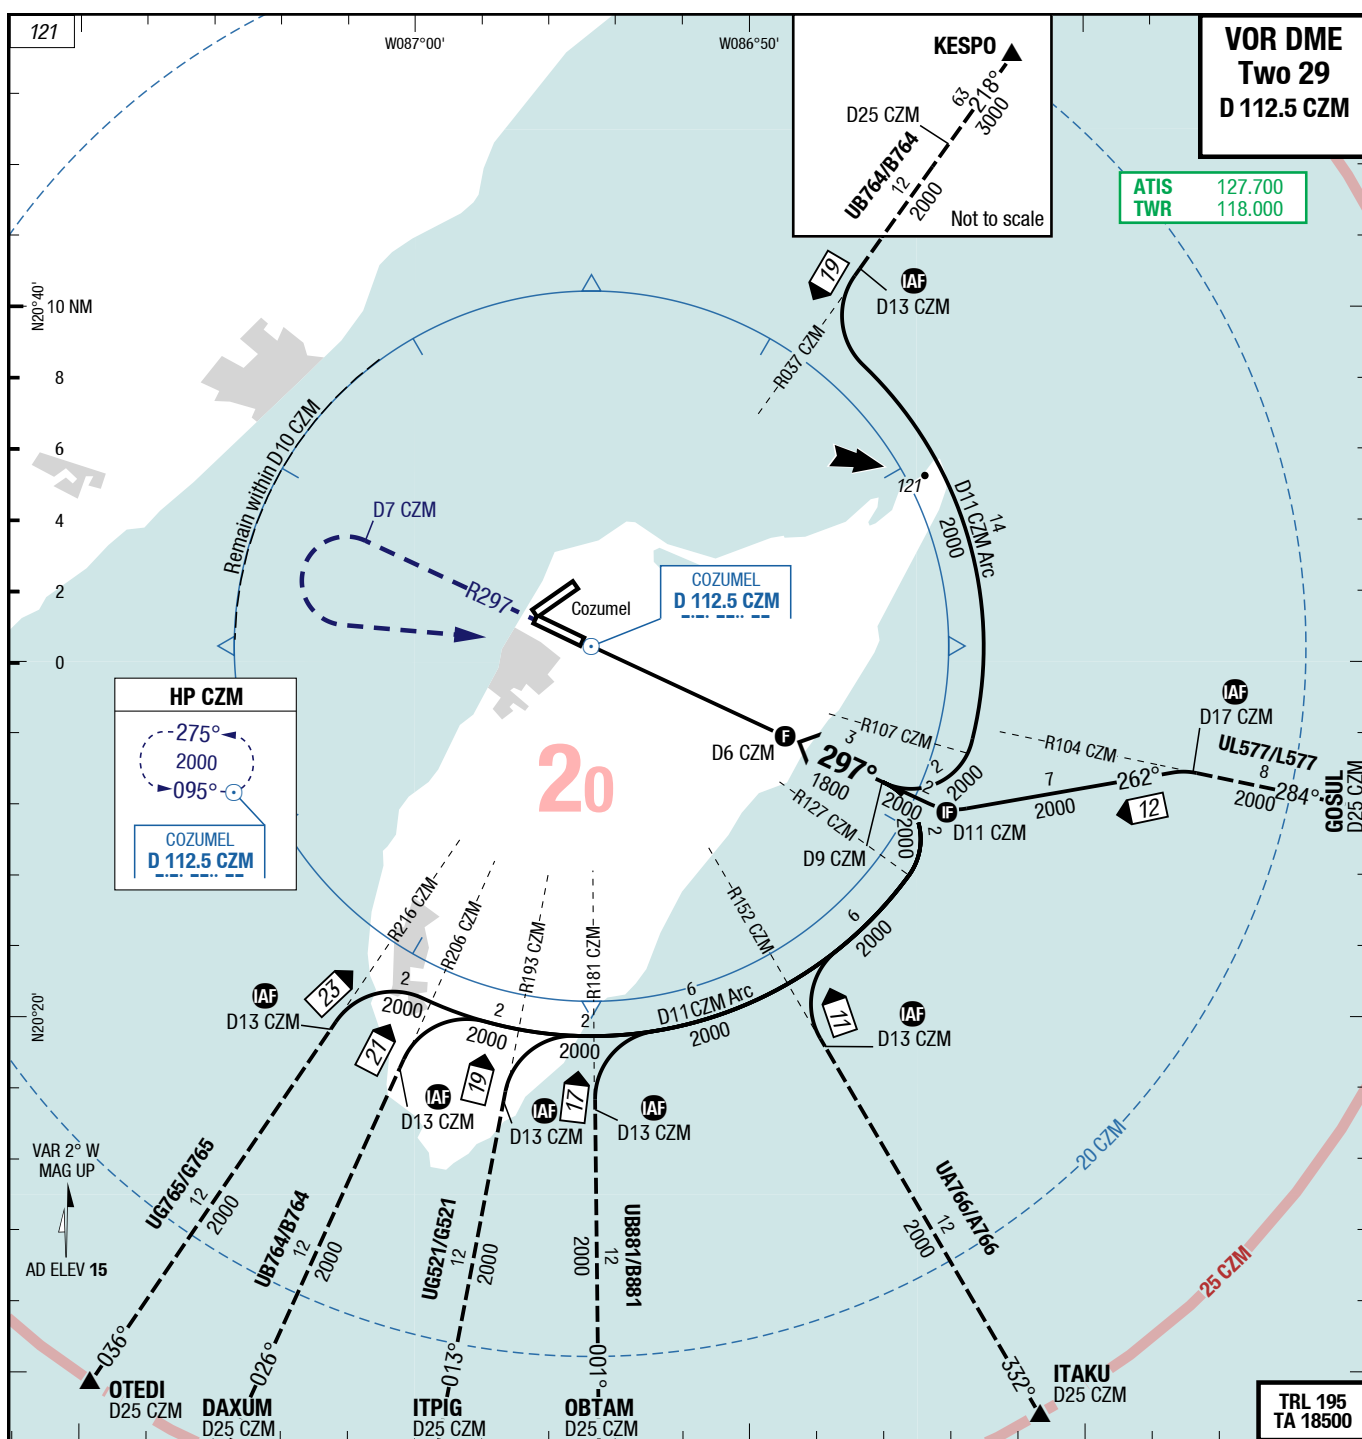 121
W087°00'
W086°50'
KESPO
218°
63
3000
D25 CZM
UB764/B764
12
2000
Not to scale
VOR DME
Two 29
D 112.5 CZM
ATIS 127.700
TWR 118.000
19
IAF
D13 CZM
R037 CZM
N20°40'
10 NM
8
6
4
2
0
Remain within D10 CZM
D7 CZM
R297
Cozumel
COZUMEL
D 112.5 CZM
121
D11 CZM Arc
14
2000
HP CZM
275°
2000
095°
COZUMEL
D 112.5 CZM
20
F
D6 CZM
3
297°
1800
R107 CZM
2
2000
2
2000
R127 CZM
D9 CZM
2000
2
IF
D11 CZM
R104 CZM
7
2000
262°
12
IAF
D17 CZM
UL577/L577
8
2000
284°
GOSUL
D25 CZM
R216 CZM
R206 CZM
R193 CZM
R181 CZM
R152 CZM
6
2000
6
D11 CZM Arc
2000
2
2000
2
2000
2
2000
N20°20'
IAF
D13 CZM
23
21
IAF
D13 CZM
19
IAF
D13 CZM
17
IAF
D13 CZM
11
IAF
D13 CZM
VAR 2° W
MAG UP
AD ELEV 15
UG765/G765
12
2000
036°
OTEDI
D25 CZM
UB764/B764
12
2000
026°
DAXUM
D25 CZM
UG521/G521
12
2000
013°
ITPIG
D25 CZM
UB881/B881
12
2000
001°
OBTAM
D25 CZM
UA766/A766
12
2000
332°
ITAKU
D25 CZM
20 CZM
25 CZM
TRL 195
TA 18500